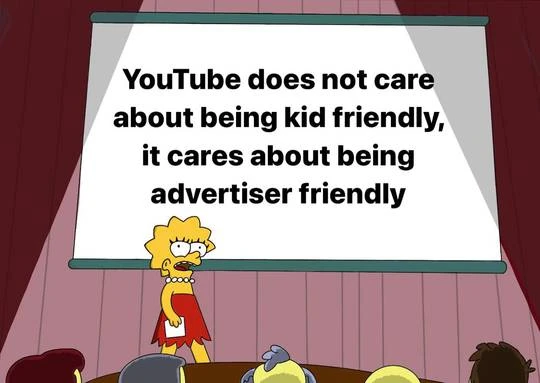 YouTube does not care
about being kid friendly,
it cares about being
advertiser friendly